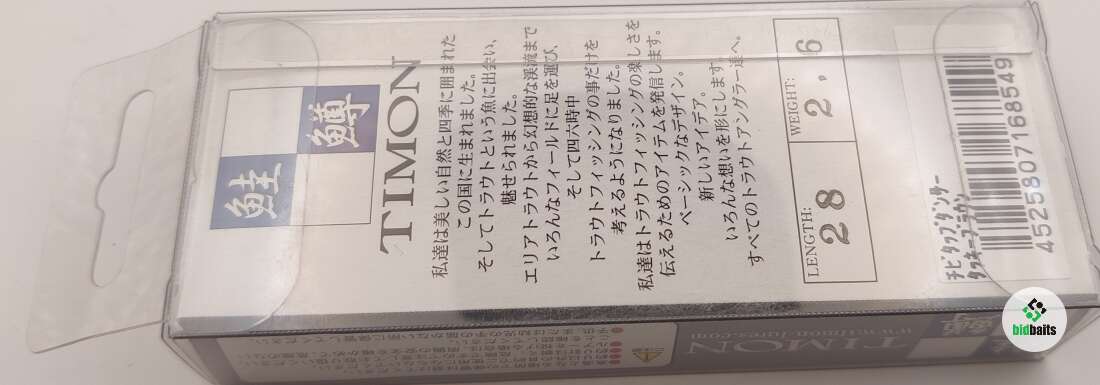 鮭
鱒
TIMON
私達は美しい自然と四季に囲まれた
この国に生まれました。
そしてトラウトという魚に出会い、
魅せられました。
エリアトラウトから幻想的な渓流まで
いろんなフィールドに足を運び、
そして四六時中
トラウトフィッシングの事だけを
考えるようになりました。
私達はトラウトフィッシングの楽しさを
伝えるためのアイテムを発信します。
ベーシックなデザイン。
新しいアイデア。
いろんな想いを形にします。
すべてのトラウトアングラー達へ。
LENGTH:
28
WEIGHT:
2.6
チビタップダンサー
4525807168549
TIMON
bidbaits